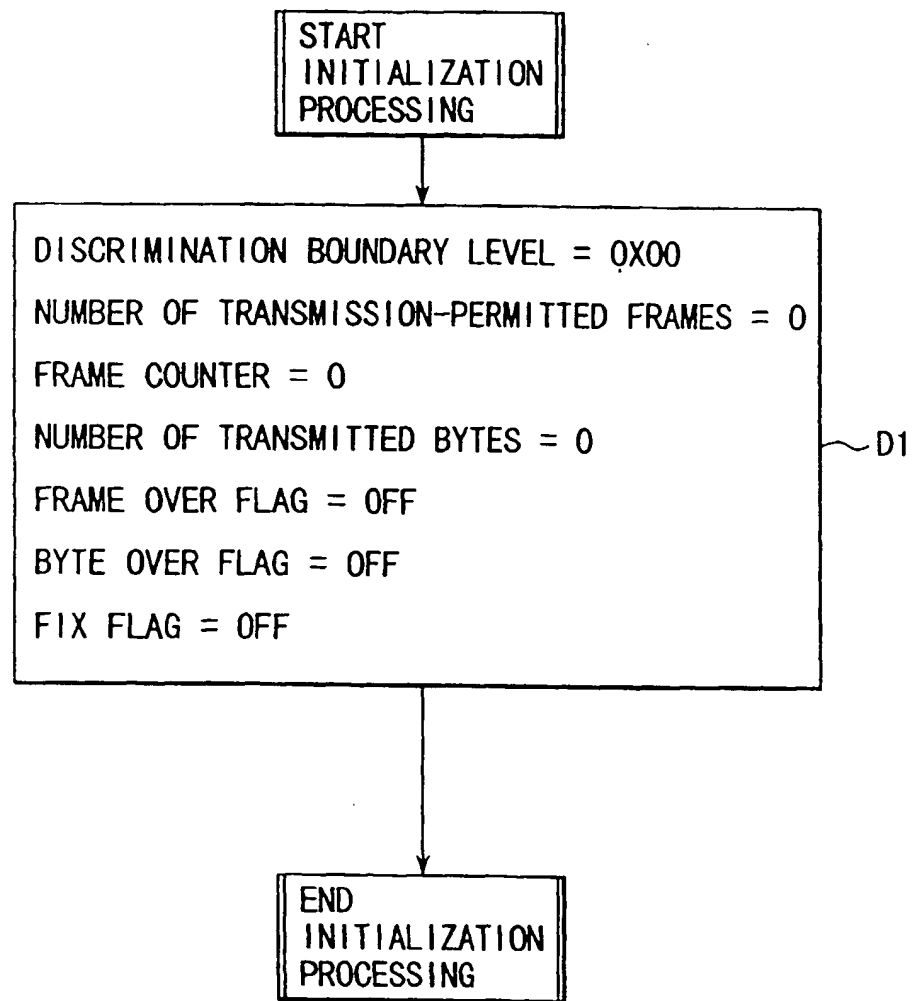 START
INITIALIZATION
PROCESSING
DISCRIMINATION BOUNDARY LEVEL = 0X00
NUMBER OF TRANSMISSION-PERMITTED FRAMES = 0
FRAME COUNTER = 0
NUMBER OF TRANSMITTED BYTES = 0
D1
FRAME OVER FLAG = OFF
BYTE OVER FLAG = OFF
FIX FLAG = OFF
END
INITIALIZATION
PROCESSING